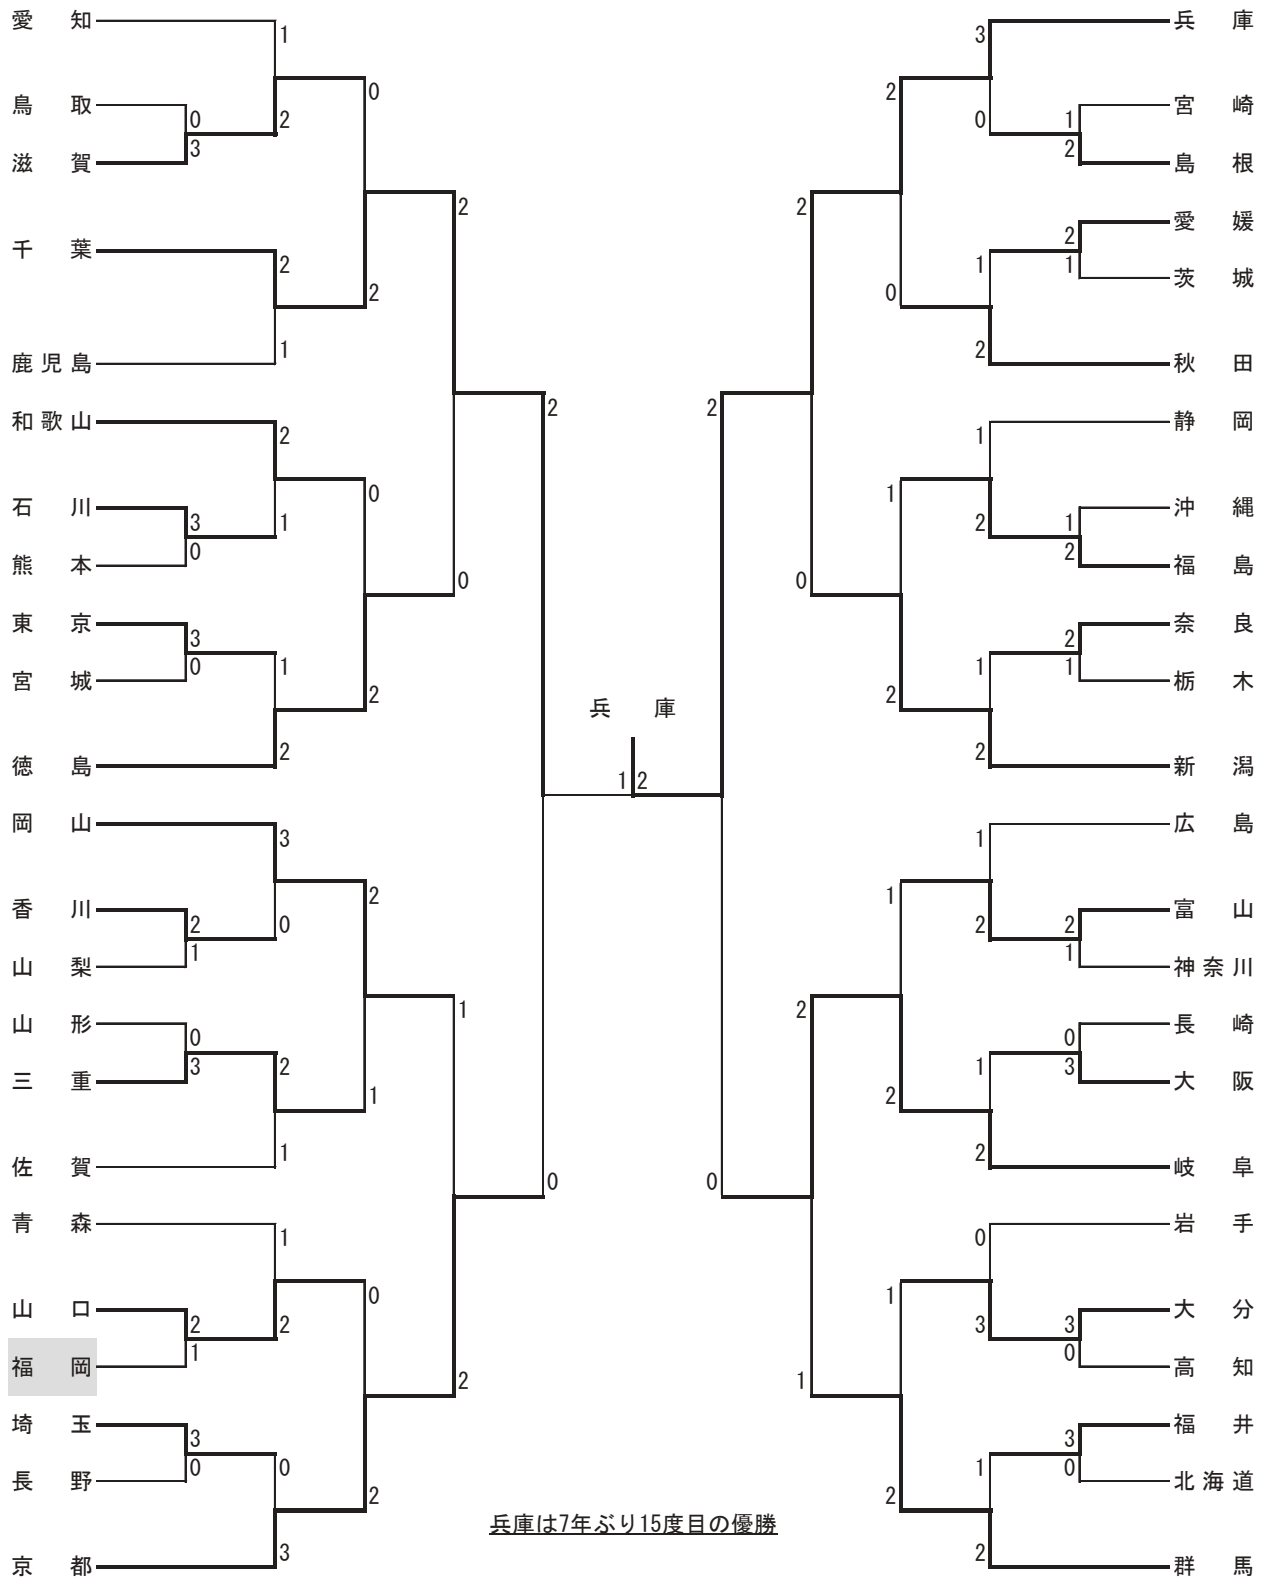 愛知
1
兵庫
3
鳥取
0
滋賀
3
2
0
2
0
宮崎
1
島根
2
千葉
2
鹿児島
1
2
2
2
0
1
愛媛
2
茨城
1
秋田
2
和歌山
2
石川
3
熊本
0
1
0
2
2
1
2
静岡
1
沖縄
1
福島
2
東京
3
宮城
0
1
徳島
2
2
0
0
2
1
奈良
2
栃木
1
新潟
2
兵庫
1
2
岡山
3
香川
2
山梨
1
0
2
1
2
広島
1
富山
2
神奈川
1
山形
0
三重
3
2
佐賀
1
1
1
2
2
1
長崎
0
大阪
3
岐阜
2
青森
1
山口
2
福岡
1
2
0
0
0
1
3
岩手
0
大分
3
高知
0
埼玉
3
長野
0
0
京都
3
2
2
1
2
1
福井
3
北海道
0
群馬
2
兵庫は7年ぶり15度目の優勝